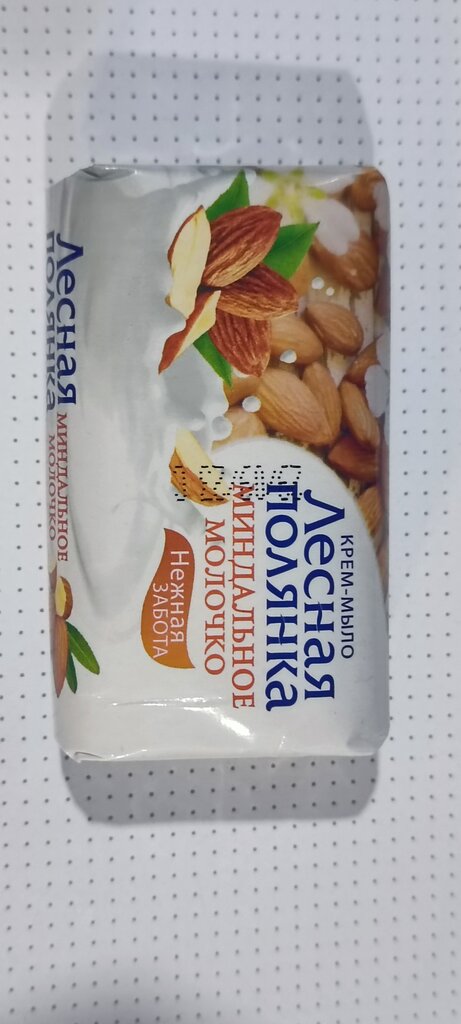 КРЕМ-МЫЛО
Лесная
ПОЛЯНКА
МИНДАЛЬНОЕ
МОЛОЧКО
Нежная
ЗАБОТА
Лесная
ПОЛЯНКА
МИНДАЛЬНОЕ
МОЛОЧКО